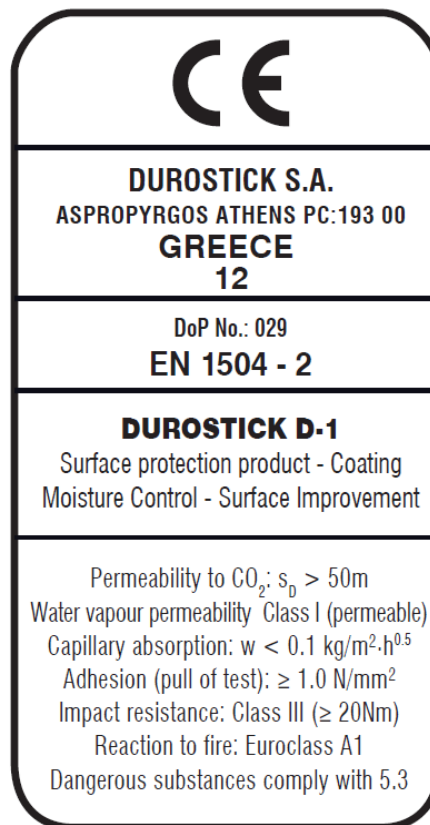 CE
DUROSTICK S.A.
ASPROPYRGOS ATHENS PC:193 00
GREECE
12
DoP No.: 029
EN 1504 - 2
DUROSTICK D-1
Surface protection product - Coating
Moisture Control - Surface Improvement
Permeability to CO₂: s_D > 50m
Water vapour permeability Class I (permeable)
Capillary absorption: w < 0.1 kg/m²·h⁰·⁵
Adhesion (pull of test): ≥ 1.0 N/mm²
Impact resistance: Class III (≥ 20Nm)
Reaction to fire: Euroclass A1
Dangerous substances comply with 5.3